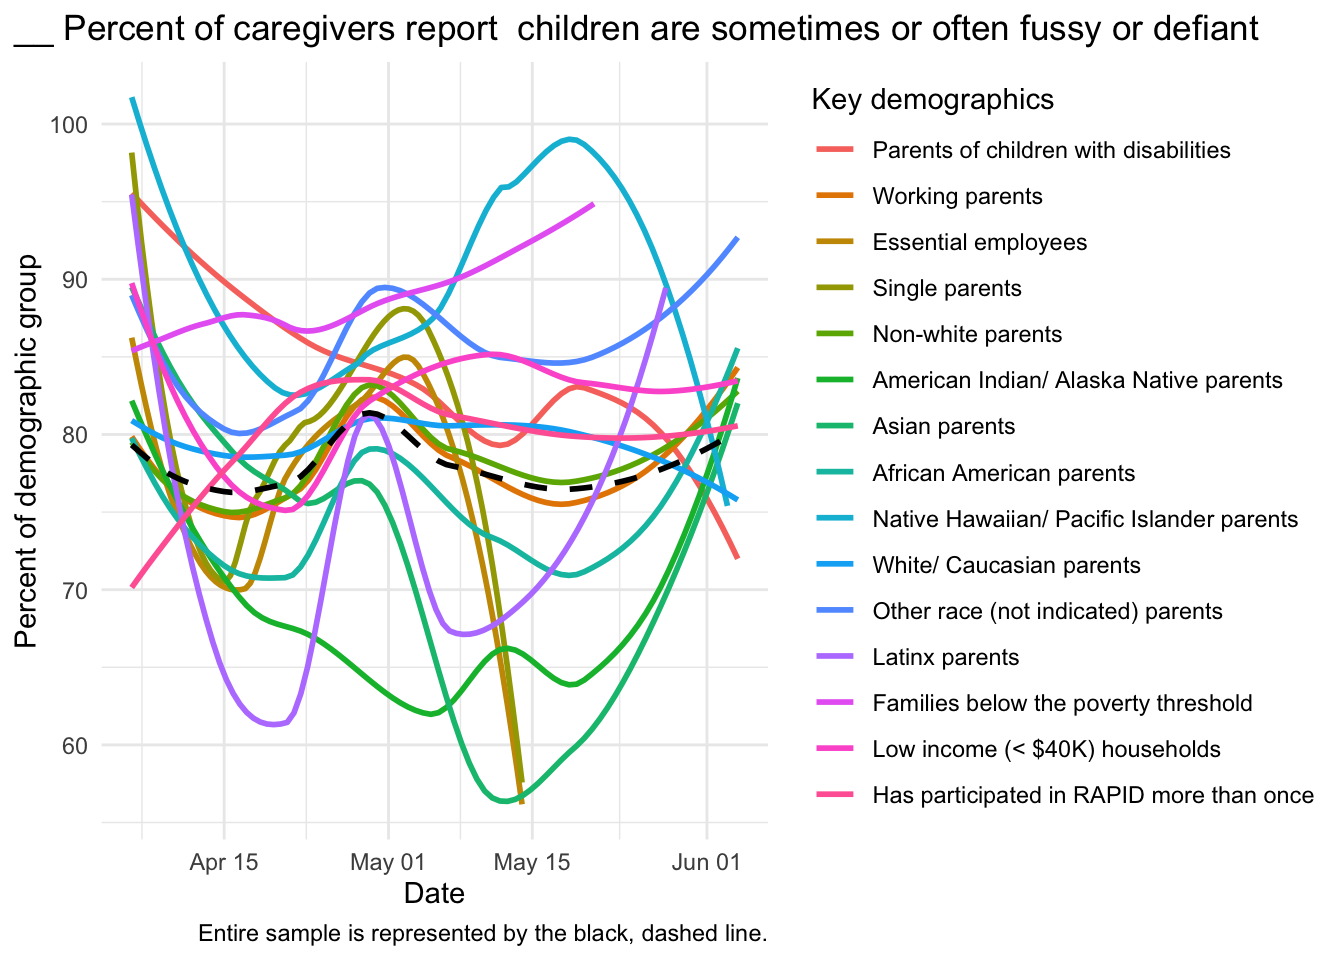 __ Percent of caregivers report  children are sometimes or often fussy or defiant
Key demographics
Parents of children with disabilities
Working parents
Essential employees
Single parents
Non-white parents
American Indian/ Alaska Native parents
Asian parents
African American parents
Native Hawaiian/ Pacific Islander parents
White/ Caucasian parents
Other race (not indicated) parents
Latinx parents
Families below the poverty threshold
Low income (< $40K) households
Has participated in RAPID more than once
Percent of demographic group
100
90
80
70
60
Apr 15
May 01
May 15
Jun 01
Date
Entire sample is represented by the black, dashed line.